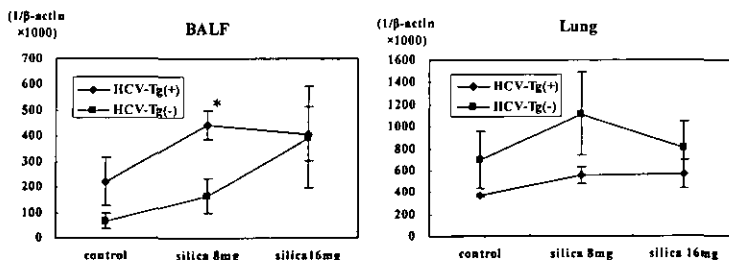 (1/β-actin
×1000)
BALF
700
600
500
400
300
200
100
0
HCV-Tg(+)
HCV-Tg(-)
*
control
silica 8mg
silica16mg
(1/β-actin
×1000)
Lung
1600
1400
1200
1000
800
600
400
200
0
HCV-Tg(+)
HCV-Tg(-)
control
silica 8mg
silica 16mg